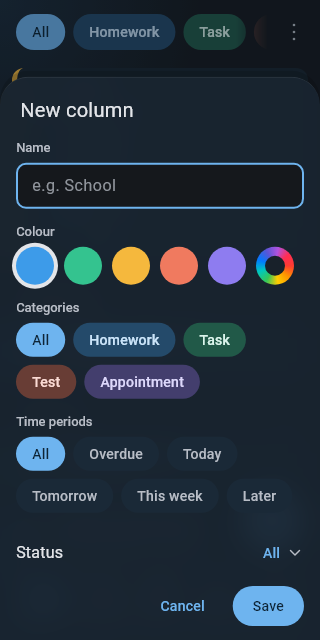 All Homework Task
New column
Name
e.g. School
Colour
Categories
All Homework Task
Test Appointment
Time periods
All Overdue Today
Tomorrow This week Later
Status All
Cancel Save